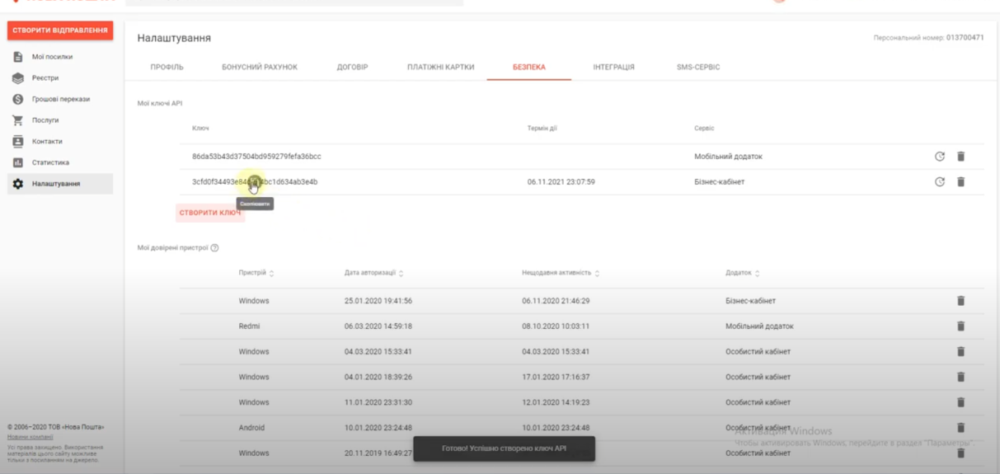 СТВОРИТИ ВІДПРАВЛЕННЯ
Мої посилки
Реєстри
Грошові перекази
Послуги
Контакти
Статистика
Налаштування
Налаштування
Персональний номер: 013700471
ПРОФІЛЬ БОНУСНИЙ РАХУНОК ДОГОВІР ПЛАТІЖНІ КАРТКИ БЕЗПЕКА ІНТЕГРАЦІЯ SMS-СЕРВІС
Мої ключі API
Ключ Термін дії Сервіс
86da53b43d37504bd959279fefa36bcc Мобільний додаток
06.11.2021 23:07:59 Бізнес-кабінет
Скопіювати
СТВОРИТИ КЛЮЧ
Мої довірені пристрої
Пристрій Дата авторизації Нещодавня активність Додаток
Windows 25.01.2020 19:41:56 06.11.2020 21:46:29 Бізнес-кабінет
Redmi 06.03.2020 14:59:18 08.10.2020 10:03:11 Мобільний додаток
Windows 04.03.2020 15:33:41 04.03.2020 15:33:41 Особистий кабінет
Windows 04.01.2020 18:39:26 17.01.2020 17:16:37 Особистий кабінет
Windows 11.01.2020 23:31:30 12.01.2020 14:19:23 Особистий кабінет
Android 10.01.2020 23:24:48 10.01.2020 23:24:48 Особистий кабінет
Windows 20.11.2019 16:49:27 Особистий кабінет
Готово! Успішно створено ключ API
Активация Windows
Чтобы активировать Windows, перейдите в раздел "Параметры".
© 2006–2020 ТОВ «Нова Пошта»
Новини компанії
Усі права захищено. Використання
матеріалів цього сайту можливе
тільки з посиланням на джерело.